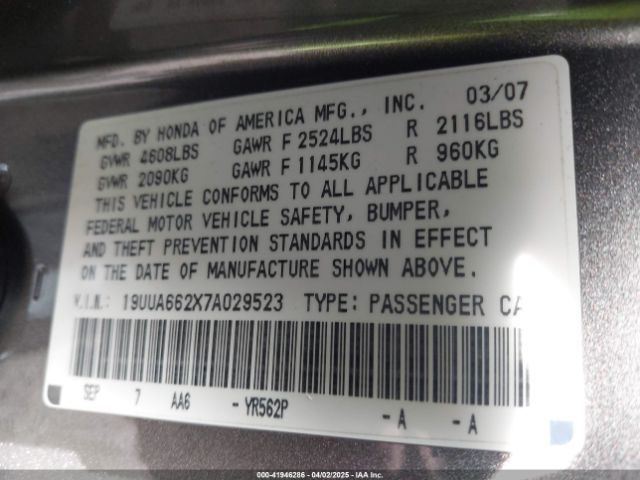 MFD. BY HONDA OF AMERICA MFG., INC. 03/07
GVWR 4608LBS GAWR F 2524LBS R 2116LBS
GVWR 2090KG GAWR F 1145KG R 960KG
THIS VEHICLE CONFORMS TO ALL APPLICABLE
FEDERAL MOTOR VEHICLE SAFETY, BUMPER,
AND THEFT PREVENTION STANDARDS IN EFFECT
ON THE DATE OF MANUFACTURE SHOWN ABOVE.
V.I.N.: 19UUA662X7A029523 TYPE: PASSENGER CA
SEP 7 AA6 - YR562P - A - A
000-41946286 - 04/02/2025 - IAA Inc.